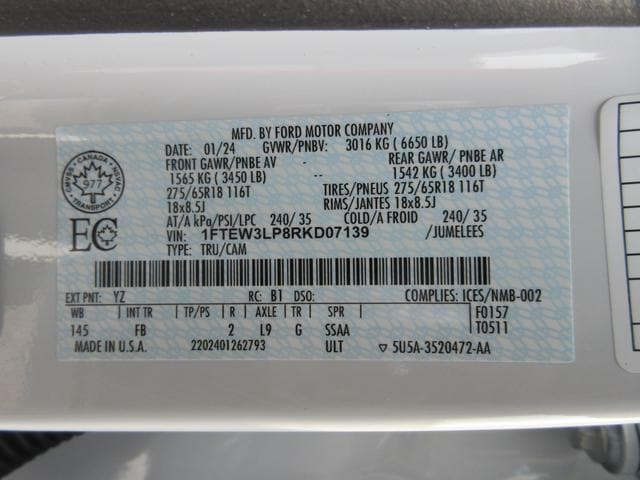 MFD. BY FORD MOTOR COMPANY
DATE: 01/24 GVWR/PNBV: 3016 KG ( 6650 LB)
FRONT GAWR/PNBE AV REAR GAWR/ PNBE AR
1565 KG ( 3450 LB) 1542 KG ( 3400 LB)
275/65R18 116T TIRES/PNEUS 275/65R18 116T
18x8.5J RIMS/JANTES 18x8.5J
AT/A kPa/PSI/LPC 240/ 35 COLD/A FROID 240/ 35
VIN: 1FTEW3LP8RKD07139 /JUMELEES
TYPE: TRU/CAM
CANADA
977
TRANSPORT
EC
EXT PNT: YZ RC: B1 DSO: COMPLIES: ICES/NMB-002
WB INT TR TP/PS R AXLE TR SPR F0157
145 FB 2 L9 G SSAA T0511
MADE IN U.S.A. 2202401262793 ULT ▽ 5U5A-3520472-AA